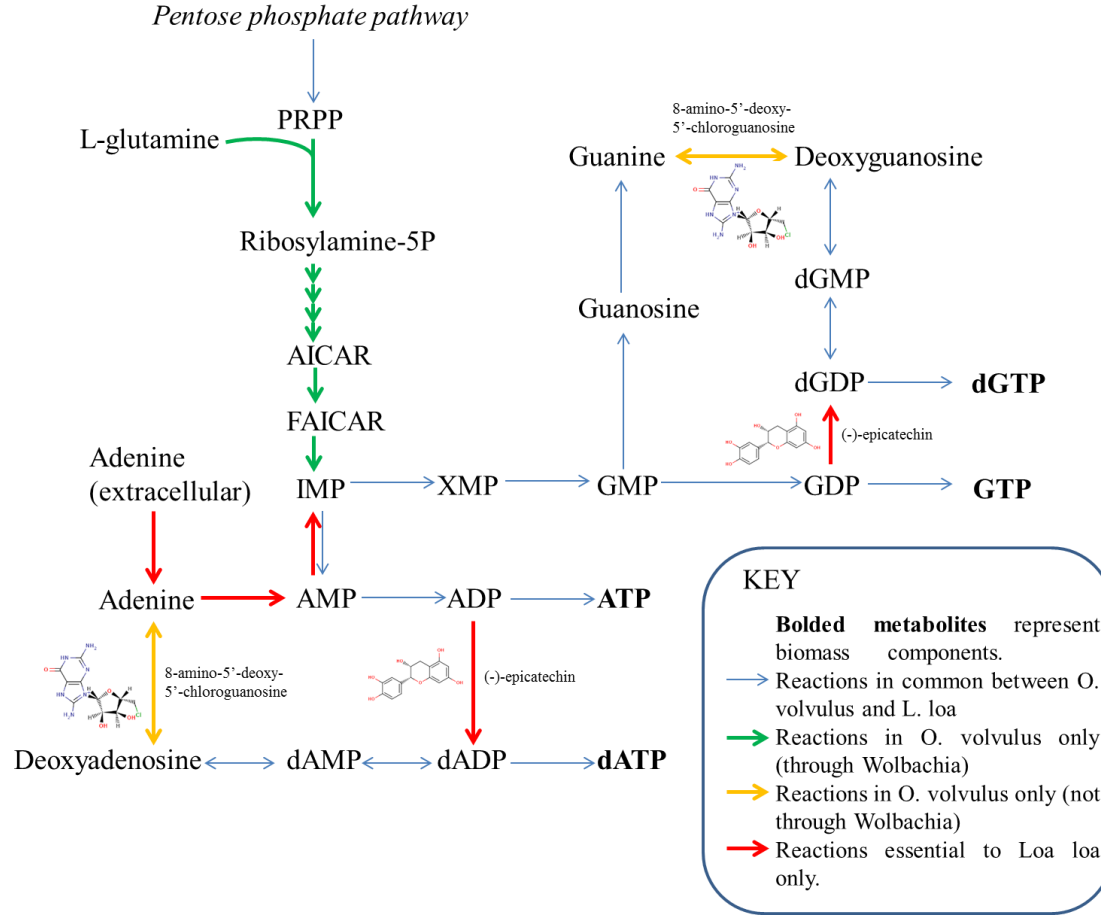 Pentose phosphate pathway
PRPP
L-glutamine
Ribosylamine-5P
AICAR
FAICAR
Adenine
(extracellular)
IMP
XMP
GMP
GDP
GTP
Guanosine
Guanine
8-amino-5’-deoxy-
5’-chloroguanosine
Deoxyguanosine
dGMP
dGDP
dGTP
(-)-epicatechin
Adenine
AMP
ADP
ATP
8-amino-5’-deoxy-
5’-chloroguanosine
(-)-epicatechin
Deoxyadenosine
dAMP
dADP
dATP
KEY
Bolded metabolites represent
biomass components.
Reactions in common between O.
volvulus and L. loa
Reactions in O. volvulus only
(through Wolbachia)
Reactions in O. volvulus only (not
through Wolbachia)
Reactions essential to Loa loa
only.